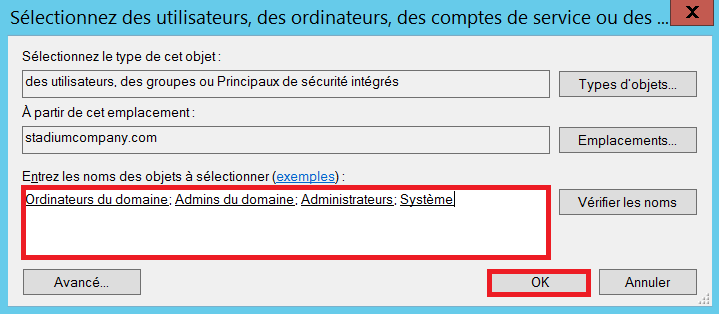 Sélectionnez des utilisateurs, des ordinateurs, des comptes de service ou des ...
X
Sélectionnez le type de cet objet :
des utilisateurs, des groupes ou Principaux de sécurité intégrés
Types d'objets...
À partir de cet emplacement :
stadiumcompany.com
Emplacements...
Entrez les noms des objets à sélectionner (exemples) :
Ordinateurs du domaine; Admins du domaine; Administrateurs; Système
Vérifier les noms
Avancé...
OK
Annuler